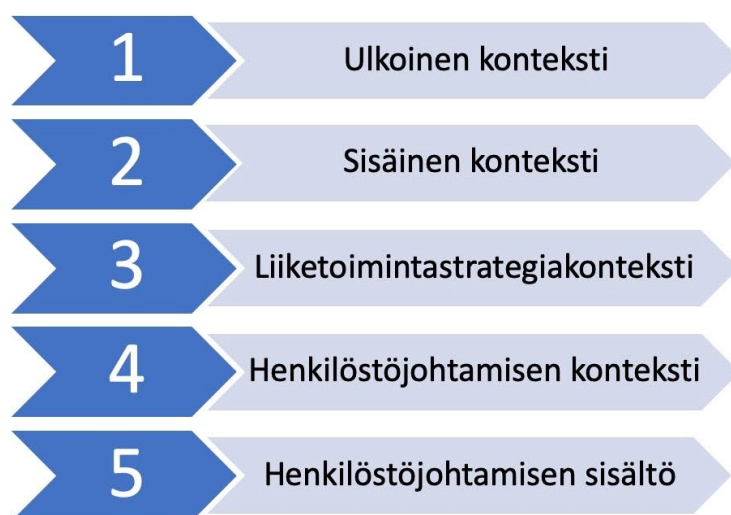 1 Ulkoinen konteksti
2 Sisäinen konteksti
3 Liiketoimintastrategiakonteksti
4 Henkilöstöjohtamisen konteksti
5 Henkilöstöjohtamisen sisältö